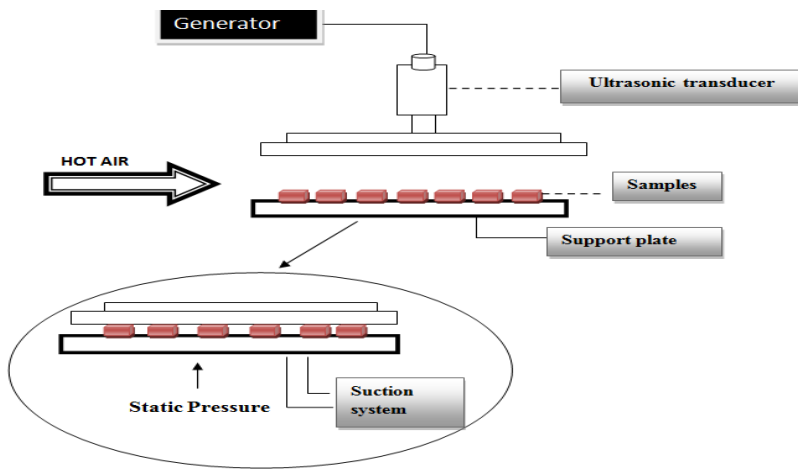 Generator
Ultrasonic transducer
HOT AIR
Samples
Support plate
Static Pressure
Suction
system